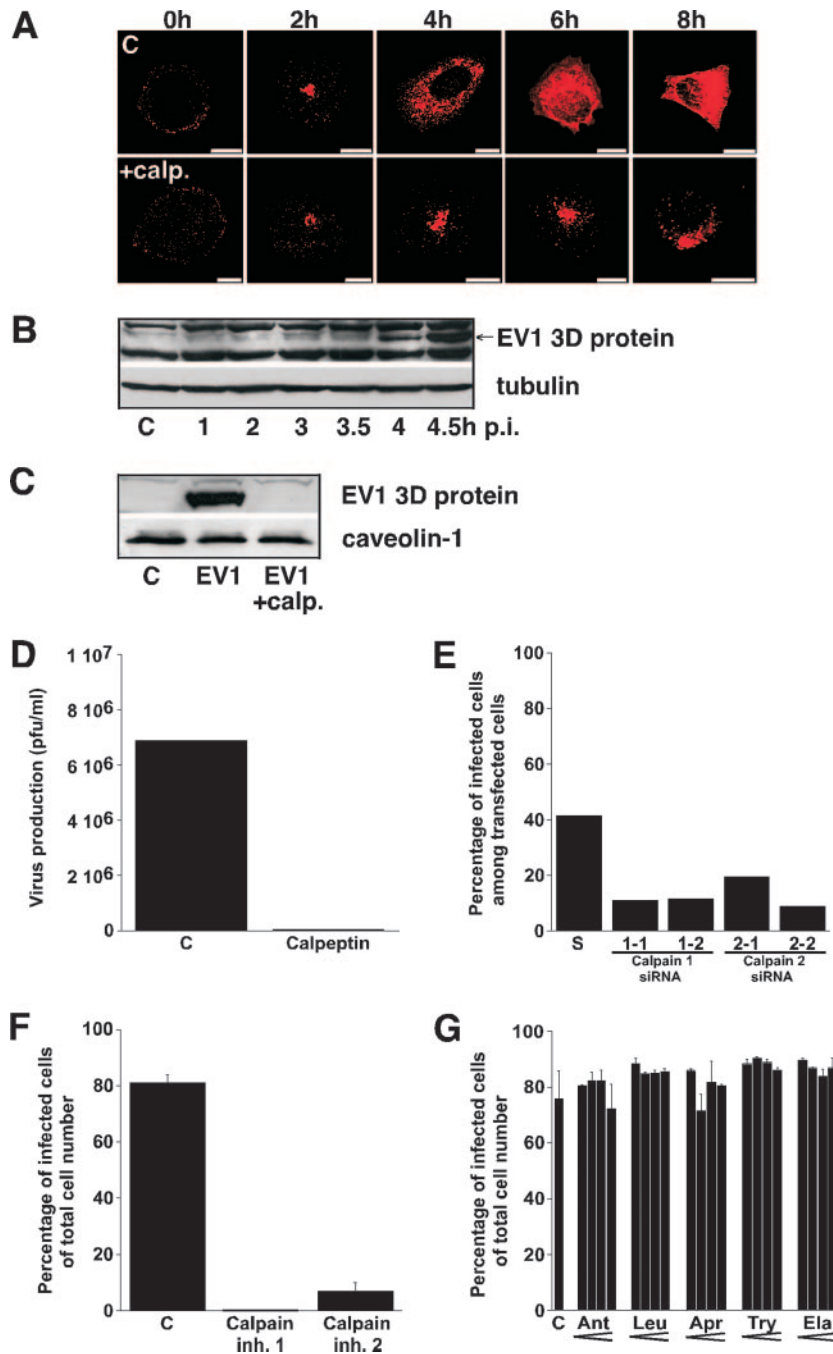 A
0h 2h 4h 6h 8h
C
+calp.
B
EV1 3D protein
tubulin
C 1 2 3 3.5 4 4.5h p.i.
C
EV1 3D protein
caveolin-1
C EV1 EV1
+calp.
D
Virus production (pfu/ml)
1 10⁷
8 10⁶
6 10⁶
4 10⁶
2 10⁶
0
C Calpeptin
E
Percentage of infected cells
among transfected cells
100
80
60
40
20
0
S 1-1 1-2 2-1 2-2
Calpain 1 Calpain 2
siRNA siRNA
F
Percentage of infected cells
of total cell number
100
80
60
40
20
0
C Calpain Calpain
inh. 1 inh. 2
G
Percentage of infected cells
of total cell number
100
80
60
40
20
0
C Ant Leu Apr Try Ela